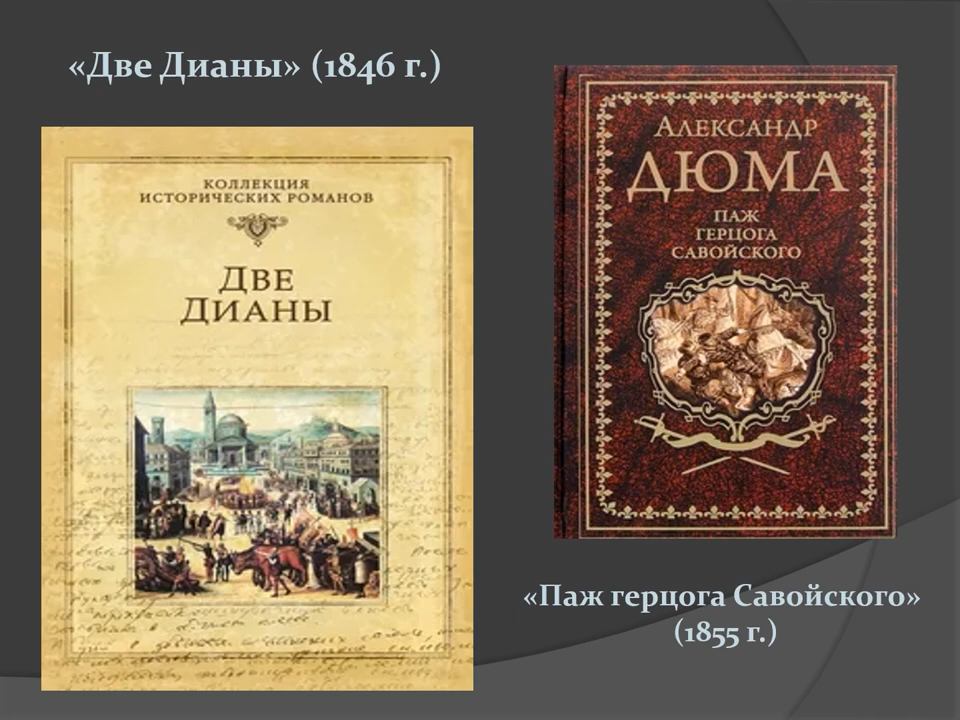 «Две Дианы» (1846 г.)
КОЛЛЕКЦИЯ
ИСТОРИЧЕСКИХ РОМАНОВ
ДВЕ
ДИАНЫ
АЛЕКСАНДР
ДЮМА
ПАЖ
ГЕРЦОГА
САВОЙСКОГО
«Паж герцога Савойского»
(1855 г.)